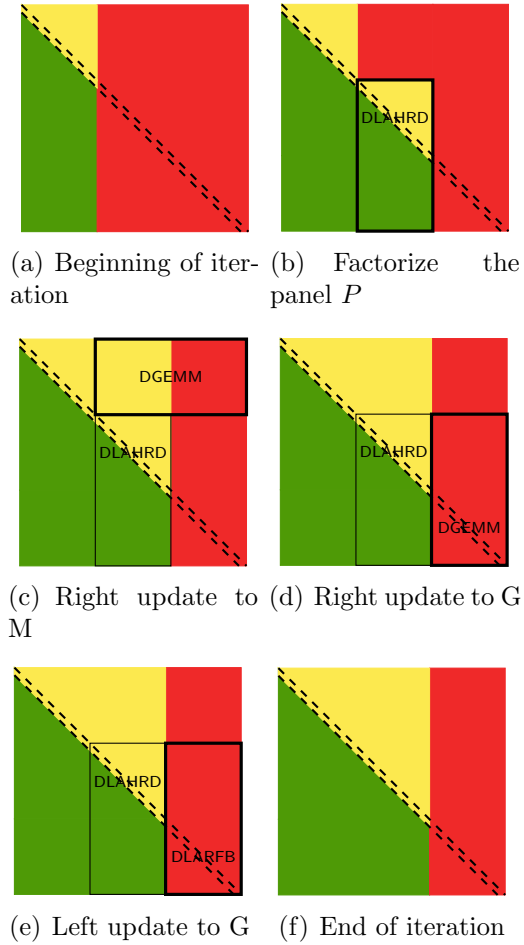 DLAHRD
(a) Beginning of iter-
ation
(b) Factorize the
panel P
DGEMM
DLAHRD
DLAHRD
DGEMM
(c) Right update to
M
(d) Right update to G
DLAHRD
DLARFB
(e) Left update to G
(f) End of iteration